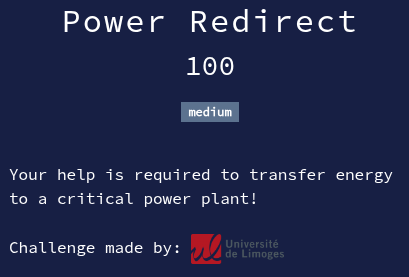 Power Redirect
100
medium
Your help is required to transfer energy
to a critical power plant!
Challenge made by: ul Université
de Limoges